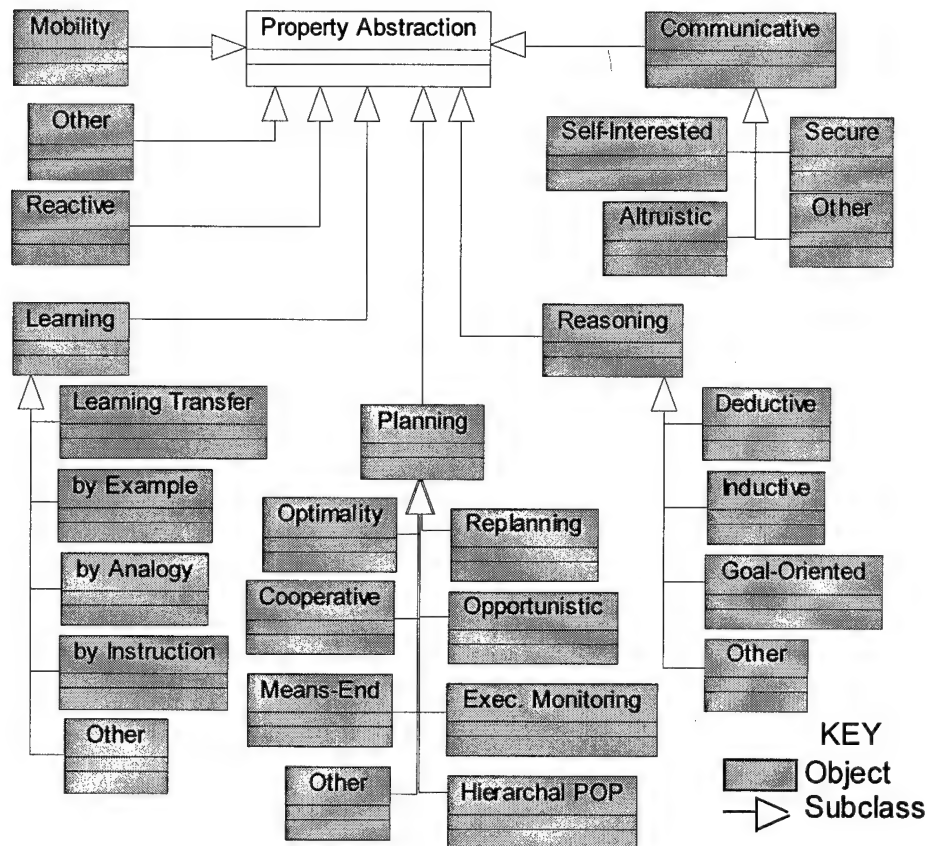 Mobility
Property Abstraction
Communicative
Other
Self-Interested
Secure
Reactive
Altruistic
Other
Learning
Reasoning
Learning Transfer
Planning
Deductive
by Example
Optimality
Replanning
Inductive
by Analogy
Cooperative
Opportunistic
Goal-Oriented
by Instruction
Means-End
Exec. Monitoring
Other
Other
Other
Hierarchal POP
KEY
Object
Subclass